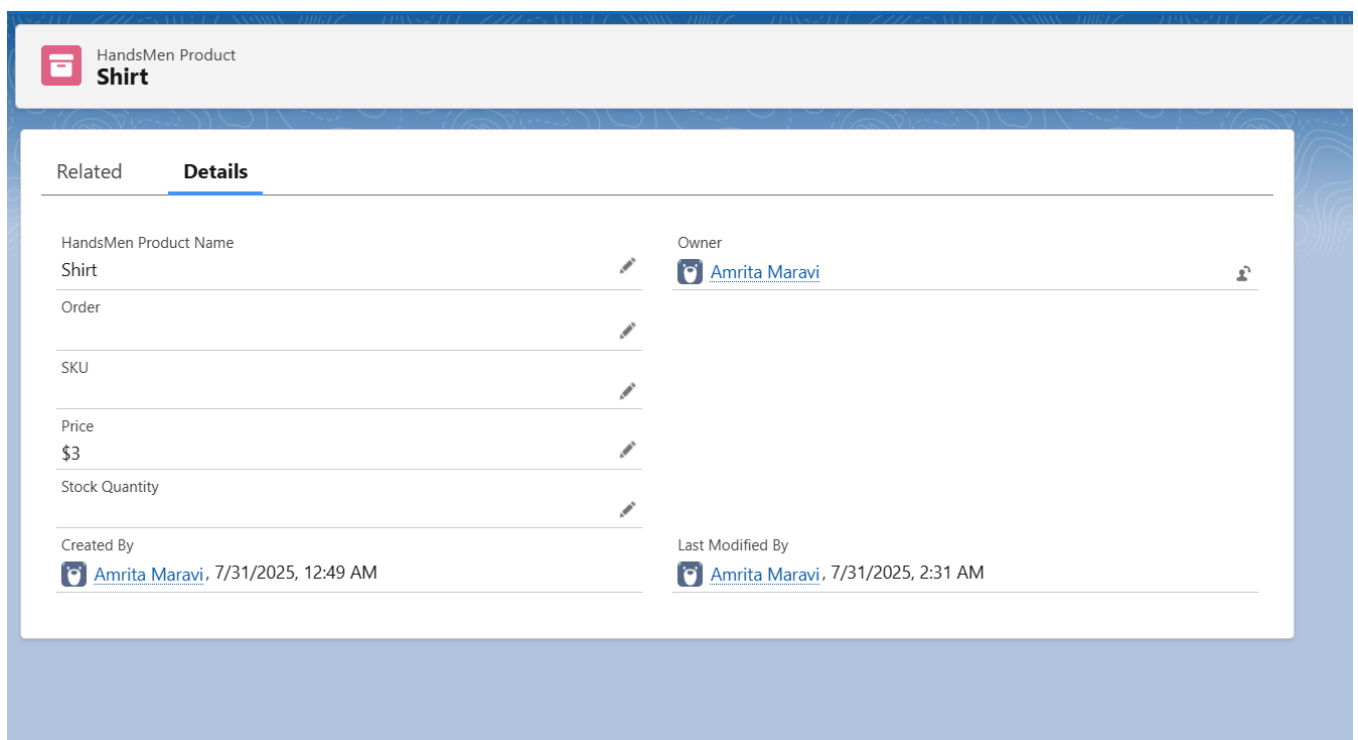 HandsMen Product
Shirt
Related Details
HandsMen Product Name
Shirt
Owner
Amrita Maravi
Order
SKU
Price
$3
Stock Quantity
Created By
Amrita Maravi, 7/31/2025, 12:49 AM
Last Modified By
Amrita Maravi, 7/31/2025, 2:31 AM